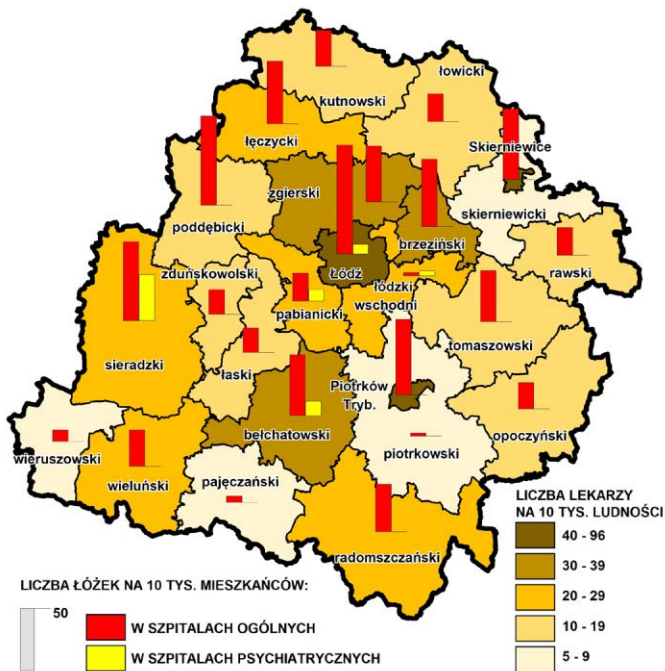 kutnowski
łowicki
łęczycki
Skierniewice
zgierski
skierniewicki
poddębicki
brzeziński
rawski
zduńskowolski
Łódź
łódzki
wschodni
pabianicki
tomaszowski
sieradzki
łaski
Piotrków
Tryb.
bełchatowski
opoczyński
wieruszowski
wieluński
pajęczański
piotrkowski
radomszczański
LICZBA LEKARZY
NA 10 TYS. LUDNOŚCI
40 - 96
30 - 39
20 - 29
10 - 19
5 - 9
LICZBA ŁÓŻEK NA 10 TYS. MIESZKAŃCÓW:
50
W SZPITALACH OGÓLNYCH
W SZPITALACH PSYCHIATRYCZNYCH